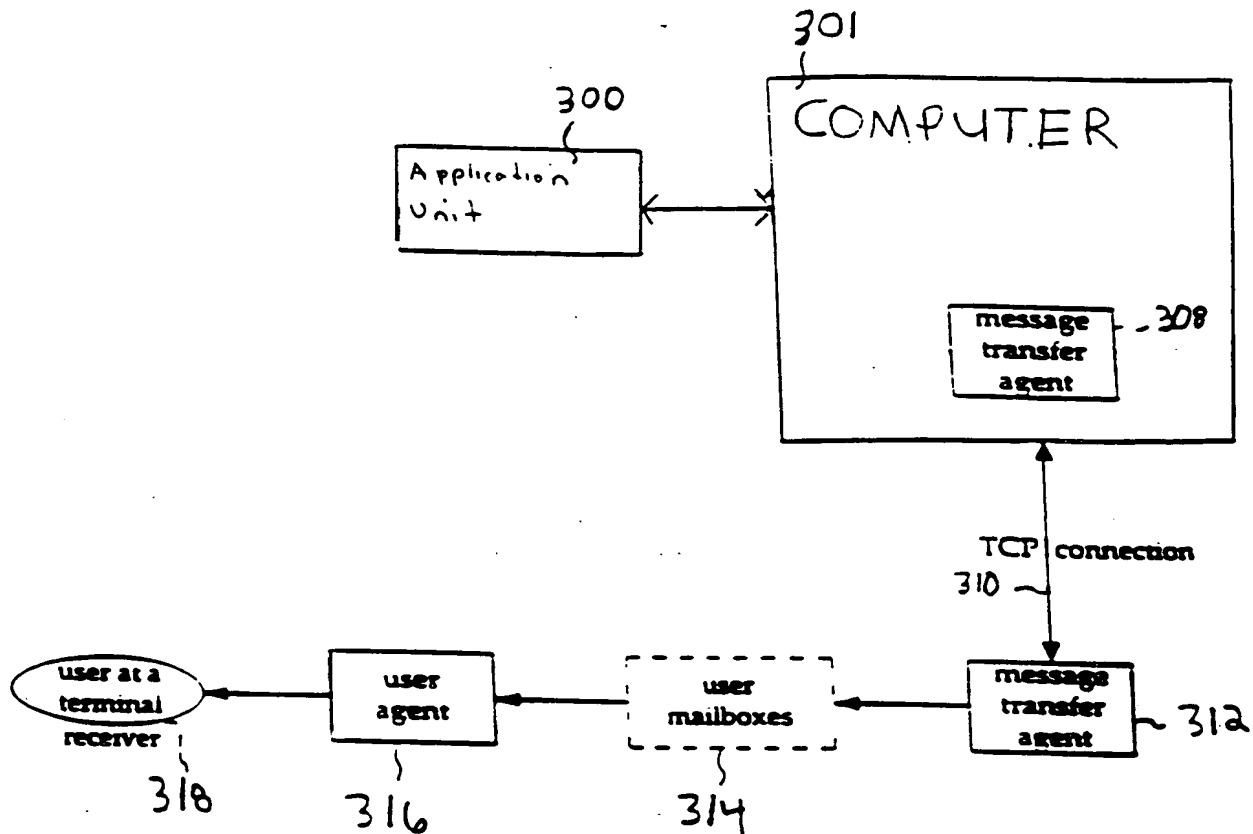 301
COMPUTER
300
Application
Unit
message
transfer
agent
308
TCP connection
310
user at a
terminal
receiver
318
user
agent
316
user
mailboxes
314
message
transfer
agent
312